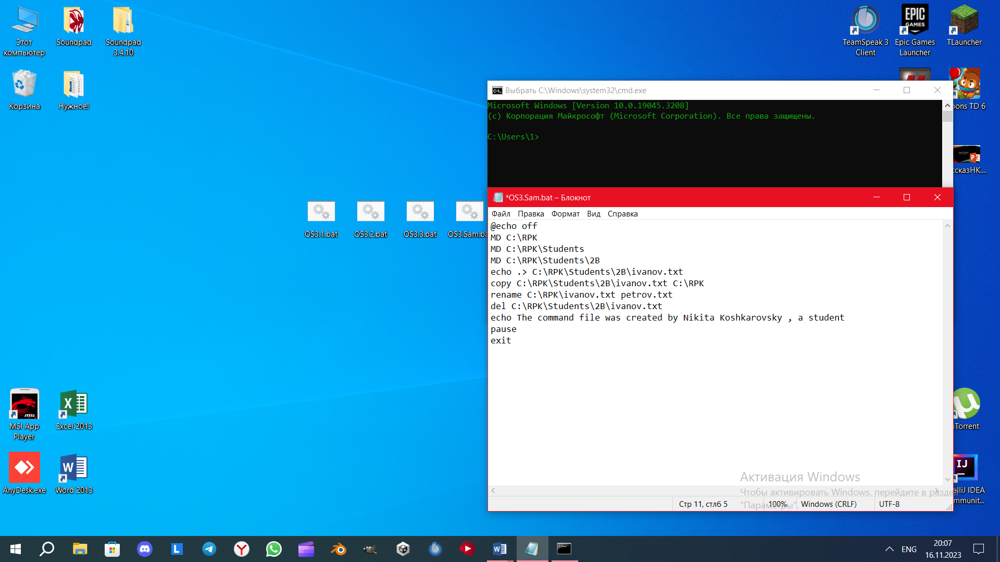 Этот
компьютер
Soundpad
Soundpad
3.4.10
Корзина
Нужное!
MSI App
Player
Excel 2013
AnyDesk.exe
Word 2013
OS3.1.bat
OS3.2.bat
OS3.3.bat
OS3.Sam.ba
TeamSpeak 3
Client
EPIC
GAMES
Epic Games
Launcher
TLauncher
oons TD 6
сказНК....
Torrent
IJ
elliJ IDEA
mmunit...
Выбрать C:\Windows\system32\cmd.exe
Microsoft Windows [Version 10.0.19045.3208]
(c) Корпорация Майкрософт (Microsoft Corporation). Все права защищены.
C:\Users\1>
*OS3.Sam.bat – Блокнот
Файл Правка Формат Вид Справка
@echo off
MD C:\RPK
MD C:\RPK\Students
MD C:\RPK\Students\2B
echo .> C:\RPK\Students\2B\ivanov.txt
copy C:\RPK\Students\2B\ivanov.txt C:\RPK
rename C:\RPK\ivanov.txt petrov.txt
del C:\RPK\Students\2B\ivanov.txt
echo The command file was created by Nikita Koshkarovsky , a student
pause
exit
Активация Windows
Чтобы активировать Windows, перейдите в раздел
"Параметры".
Стр 11, стлб 5 100% Windows (CRLF) UTF-8
ENG
20:07
16.11.2023